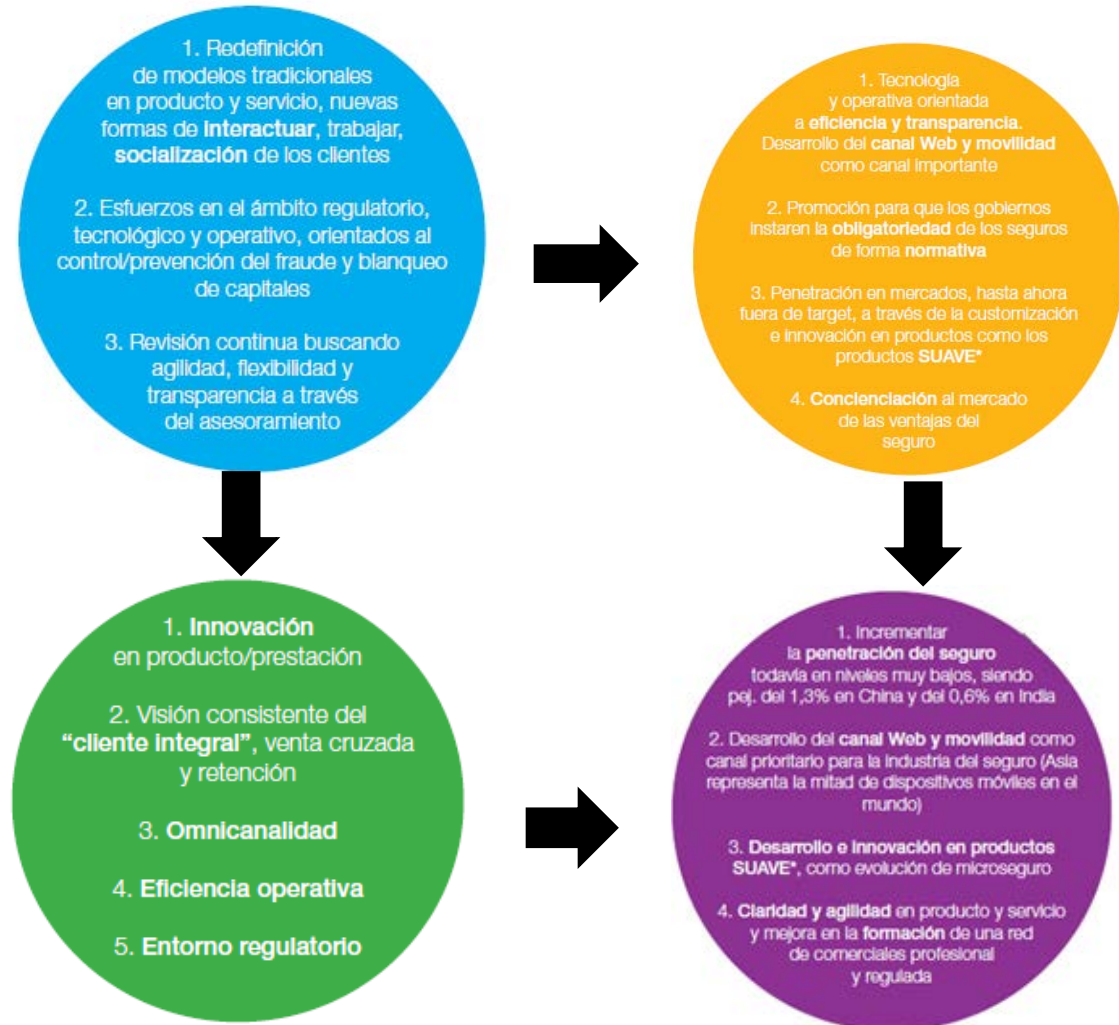 1. Redefinición
de modelos tradicionales
en producto y servicio, nuevas
formas de interactuar, trabajar,
socialización de los clientes
2. Esfuerzos en el ámbito regulatorio,
tecnológico y operativo, orientados al
control/prevención del fraude y blanqueo
de capitales
3. Revisión continua buscando
agilidad, flexibilidad y
transparencia a través
del asesoramiento
1. Tecnología
y operativa orientada
a eficiencia y transparencia.
Desarrollo del canal Web y movilidad
como canal importante
2. Promoción para que los gobiernos
instaren la obligatoriedad de los seguros
de forma normativa
3. Penetración en mercados, hasta ahora
fuera de target, a través de la customización
e innovación en productos como los
productos SUAVE*
4. Concienciación al mercado
de las ventajas del
seguro
1. Innovación
en producto/prestación
2. Visión consistente del
“cliente integral”, venta cruzada
y retención
3. Omnicanalidad
4. Eficiencia operativa
5. Entorno regulatorio
1. Incrementar
la penetración del seguro
todavía en niveles muy bajos, siendo
pej. del 1,3% en China y del 0,6% en India
2. Desarrollo del canal Web y movilidad como
canal prioritario para la industria del seguro (Asia
representa la mitad de dispositivos móviles en el
mundo)
3. Desarrollo e innovación en productos
SUAVE*, como evolución de microseguro
4. Claridad y agilidad en producto y servicio
y mejora en la formación de una red
de comerciales profesional
y regulada